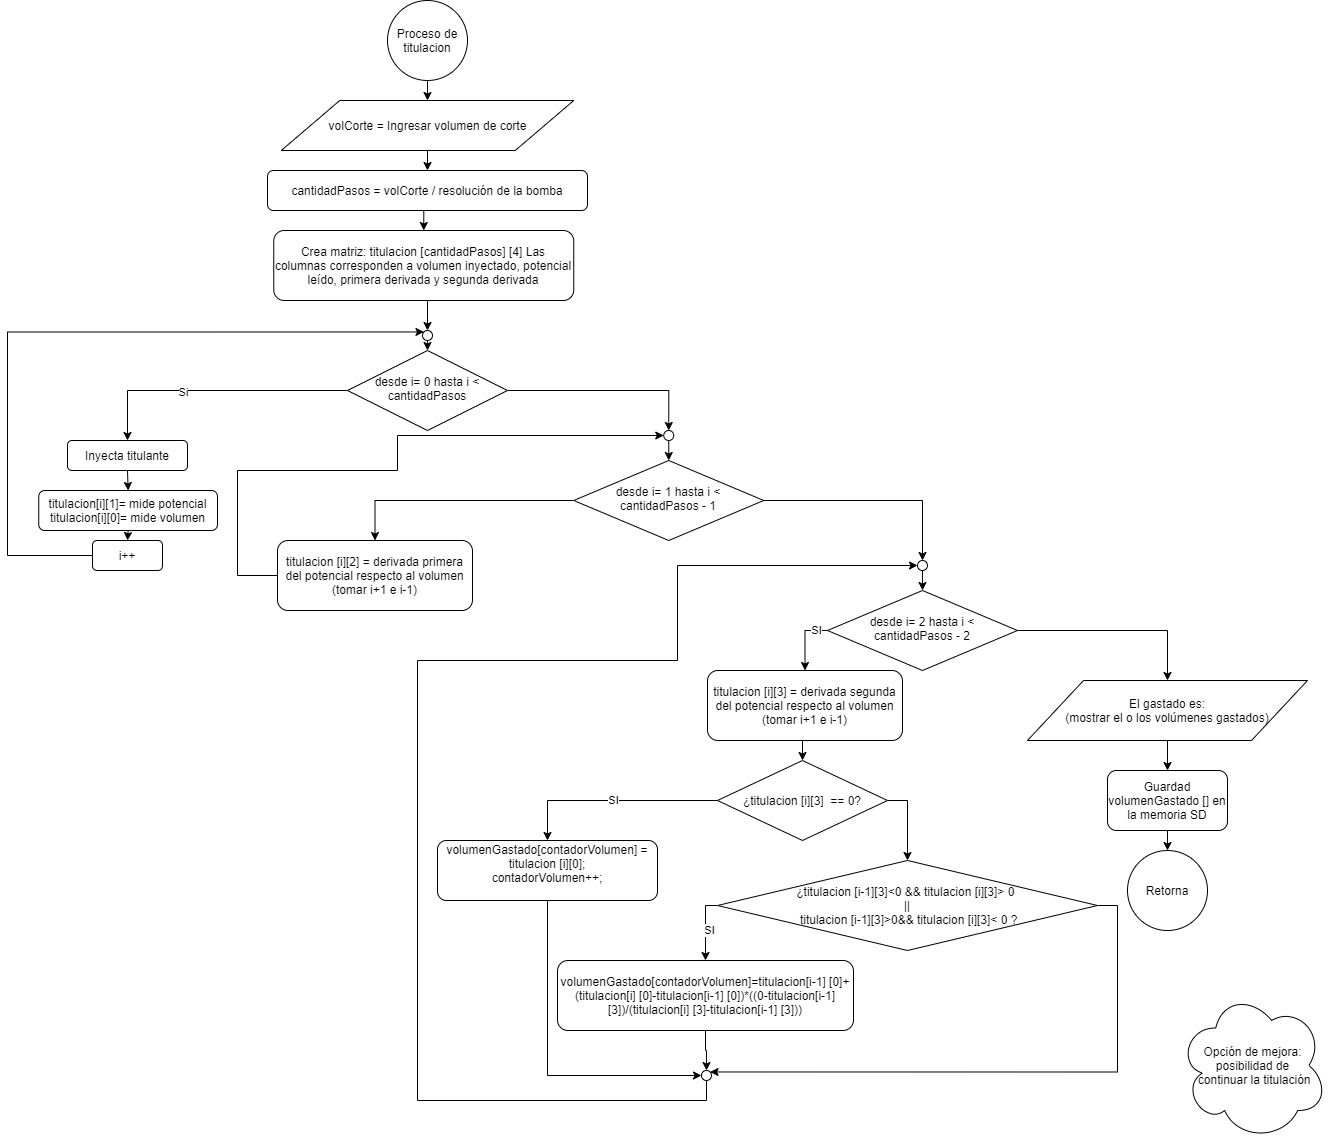 Proceso de
titulacion
volCorte = Ingresar volumen de corte
cantidadPasos = volCorte / resolución de la bomba
Crea matriz: titulacion [cantidadPasos] [4] Las
columnas corresponden a volumen inyectado, potencial
leído, primera derivada y segunda derivada
desde i= 0 hasta i <
cantidadPasos
Si
Inyecta titulante
titulacion[i][1]= mide potencial
titulacion[i][0]= mide volumen
i++
desde i= 1 hasta i <
cantidadPasos - 1
titulacion [i][2] = derivada primera
del potencial respecto al volumen
(tomar i+1 e i-1)
desde i= 2 hasta i <
cantidadPasos - 2
SI
titulacion [i][3] = derivada segunda
del potencial respecto al volumen
(tomar i+1 e i-1)
El gastado es:
(mostrar el o los volúmenes gastados)
¿titulacion [i][3]  == 0?
SI
Guardad
volumenGastado [] en
la memoria SD
volumenGastado[contadorVolumen] =
titulacion [i][0];
contadorVolumen++;
¿titulacion [i-1][3]<0 && titulacion [i][3]> 0
||
titulacion [i-1][3]>0&& titulacion [i][3]< 0 ?
Retorna
SI
volumenGastado[contadorVolumen]=titulacion[i-1] [0]+
(titulacion[i] [0]-titulacion[i-1] [0])*((0-titulacion[i-1]
[3])/(titulacion[i] [3]-titulacion[i-1] [3]))
Opción de mejora:
posibilidad de
continuar la titulación